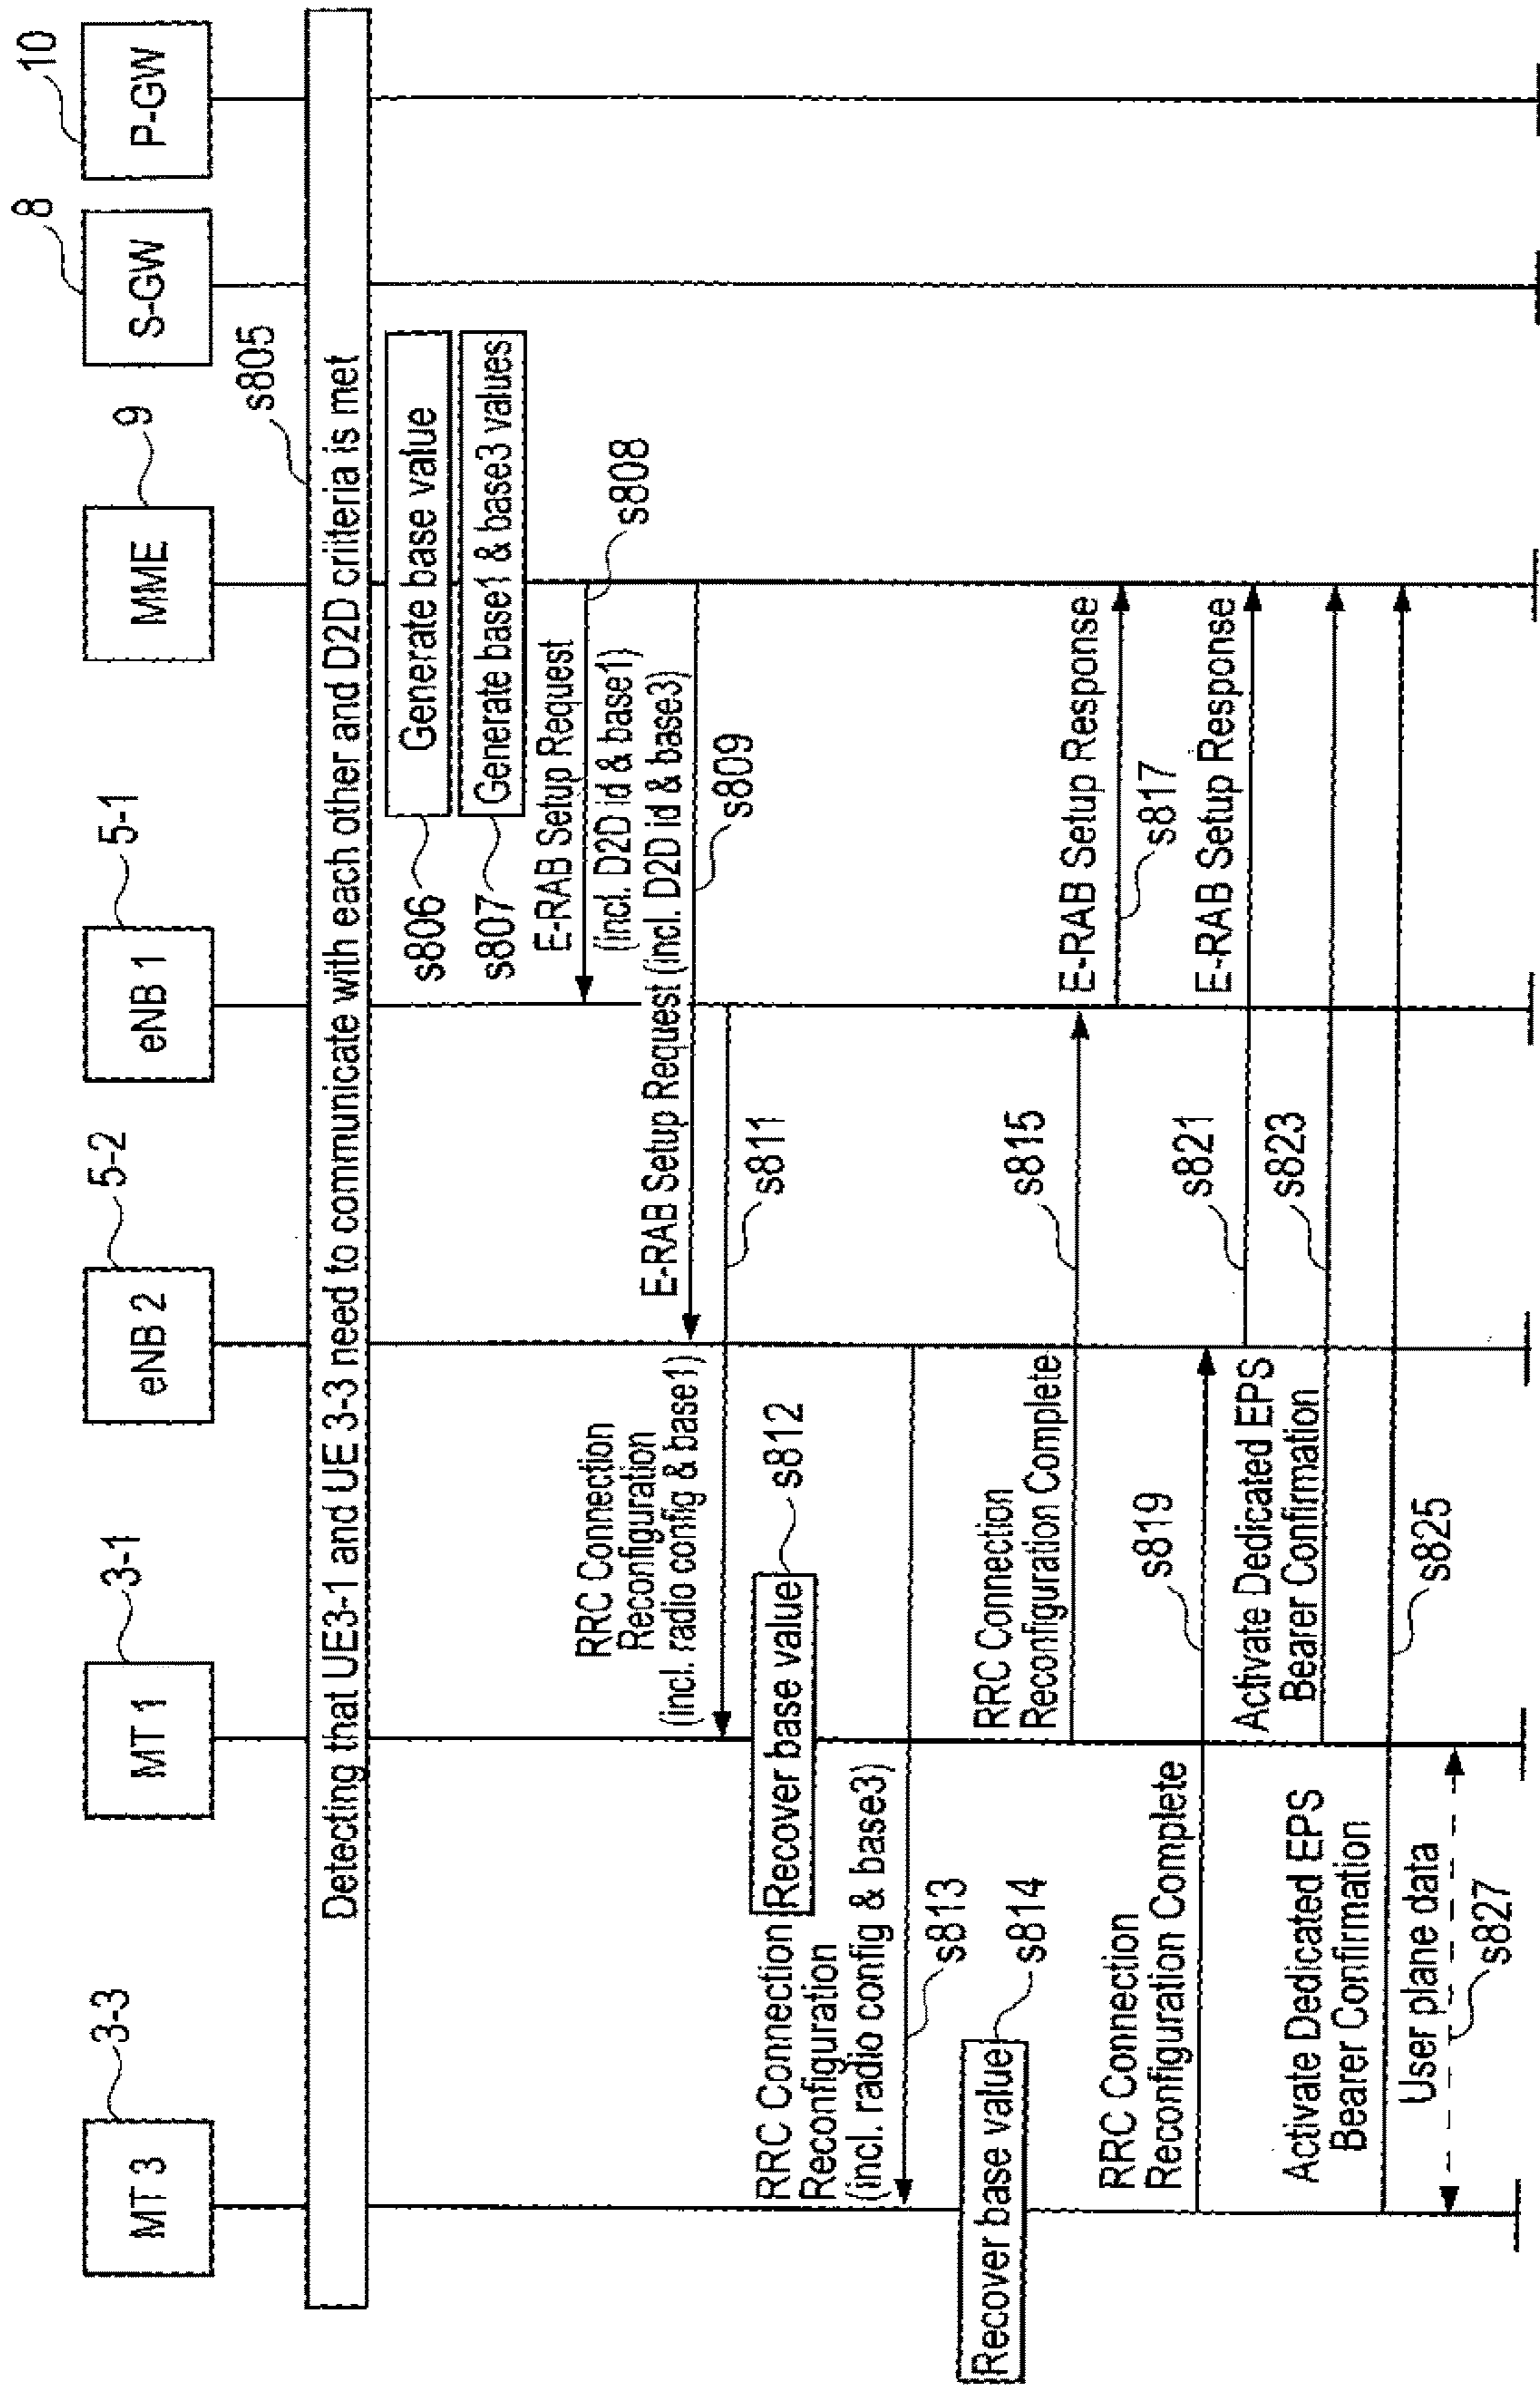 3-3
3-1
5-2
5-1
9
8
10
MT 3
MT 1
eNB 2
eNB 1
MME
S-GW
P-GW
s805
Detecting that UE3-1 and UE 3-3 need to communicate with each other and D2D criteria is met
Generate base value
s806
Generate base1 & base3 values
s807
E-RAB Setup Request
(incl. D2D id & base1)
s808
E-RAB Setup Request (incl. D2D id & base3)
s809
RRC Connection
Reconfiguration
(incl. radio config & base1)
s811
Recover base value
s812
RRC Connection
Reconfiguration
(incl. radio config & base3)
s813
Recover base value
s814
RRC Connection
Reconfiguration Complete
s815
E-RAB Setup Response
s817
RRC Connection
Reconfiguration Complete
s819
E-RAB Setup Response
s821
Activate Dedicated EPS
Bearer Confirmation
s823
Activate Dedicated EPS
Bearer Confirmation
s825
User plane data
s827